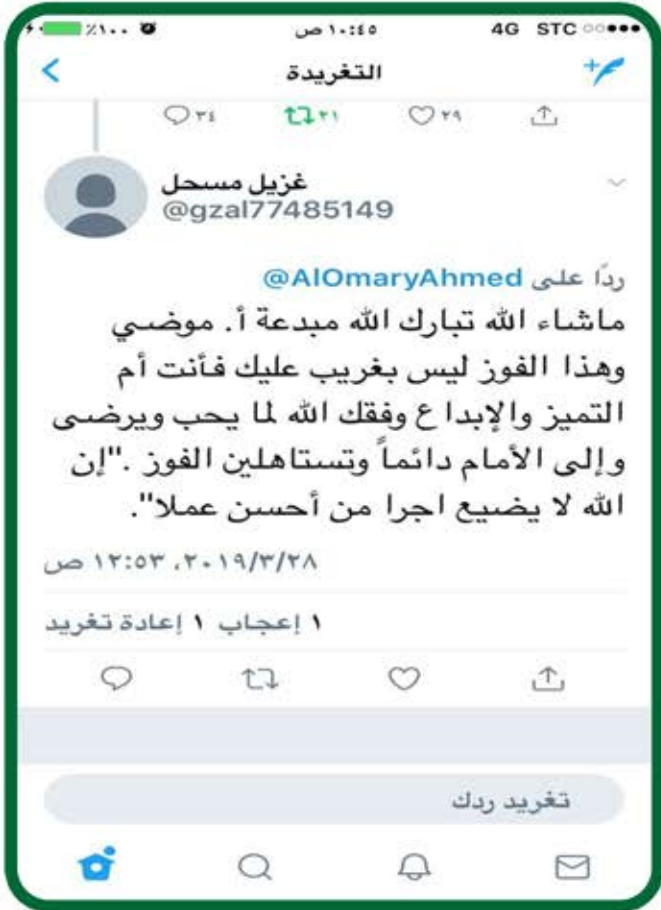 ٪١٠٠ ١٠:٤٥ ص 4G STC
التغريدة
٣٤ ٢١ ٢٩
غزيل مسحل
@gzal77485149
ردًا على @AlOmaryAhmed
ماشاء الله تبارك الله مبدعة أ. موضي
وهذا الفوز ليس بغريب عليك فأنت أم
التميز والإبداع وفقك الله لما يحب ويرضى
وإلى الأمام دائماً وتستاهلين الفوز ."إن
الله لا يضيع اجرا من أحسن عملا".
٢٠١٩/٣/٢٨، ١٢:٥٣ ص
١ إعجاب ١ إعادة تغريد
تغريد ردك